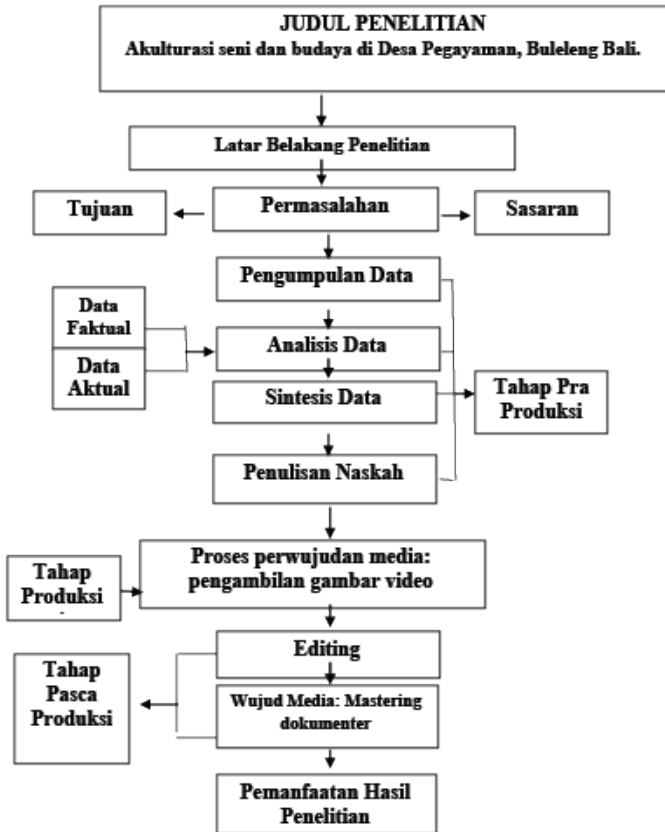 JUDUL PENELITIAN
Akulturasi seni dan budaya di Desa Pegayaman, Buleleng Bali.
Latar Belakang Penelitian
Tujuan
Permasalahan
Sasaran
Pengumpulan Data
Data
Faktual
Data
Aktual
Analisis Data
Sintesis Data
Tahap Pra
Produksi
Penulisan Naskah
Tahap
Produksi
Proses perwujudan media:
pengambilan gambar video
Editing
Tahap
Pasca
Produksi
Wujud Media: Mastering
dokumenter
Pemanfaatan Hasil
Penelitian